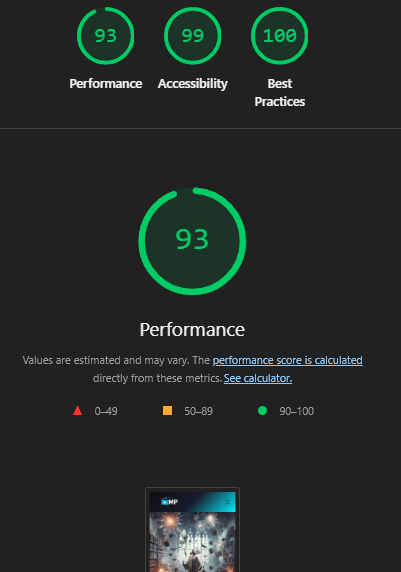 93
99
100
Performance
Accessibility
Best
Practices
93
Performance
Values are estimated and may vary. The performance score is calculated
directly from these metrics. See calculator.
0–49
50–89
90–100
MP